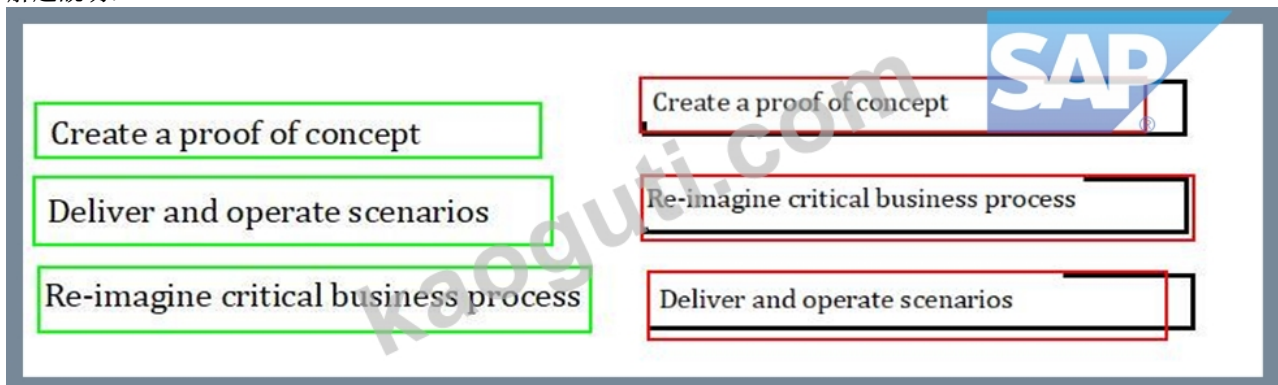 Create a proof of concept
Deliver and operate scenarios
Re-imagine critical business process
Create a proof of concept
Re-imagine critical business process
Deliver and operate scenarios
SAP
®
kaoguti.com